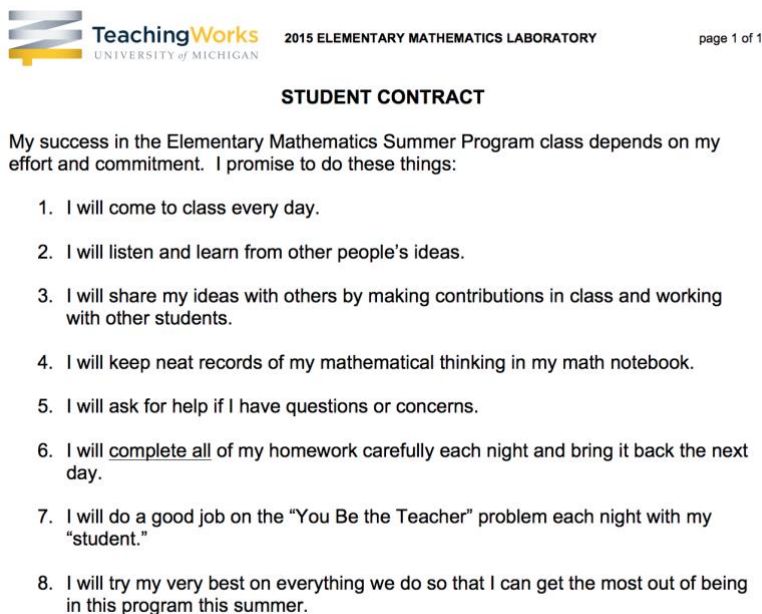 TeachingWorks
UNIVERSITY of MICHIGAN
2015 ELEMENTARY MATHEMATICS LABORATORY
page 1 of 1
STUDENT CONTRACT
My success in the Elementary Mathematics Summer Program class depends on my
effort and commitment.  I promise to do these things:
1. I will come to class every day.
2. I will listen and learn from other people’s ideas.
3. I will share my ideas with others by making contributions in class and working
with other students.
4. I will keep neat records of my mathematical thinking in my math notebook.
5. I will ask for help if I have questions or concerns.
6. I will complete all of my homework carefully each night and bring it back the next
day.
7. I will do a good job on the “You Be the Teacher” problem each night with my
“student.”
8. I will try my very best on everything we do so that I can get the most out of being
in this program this summer.